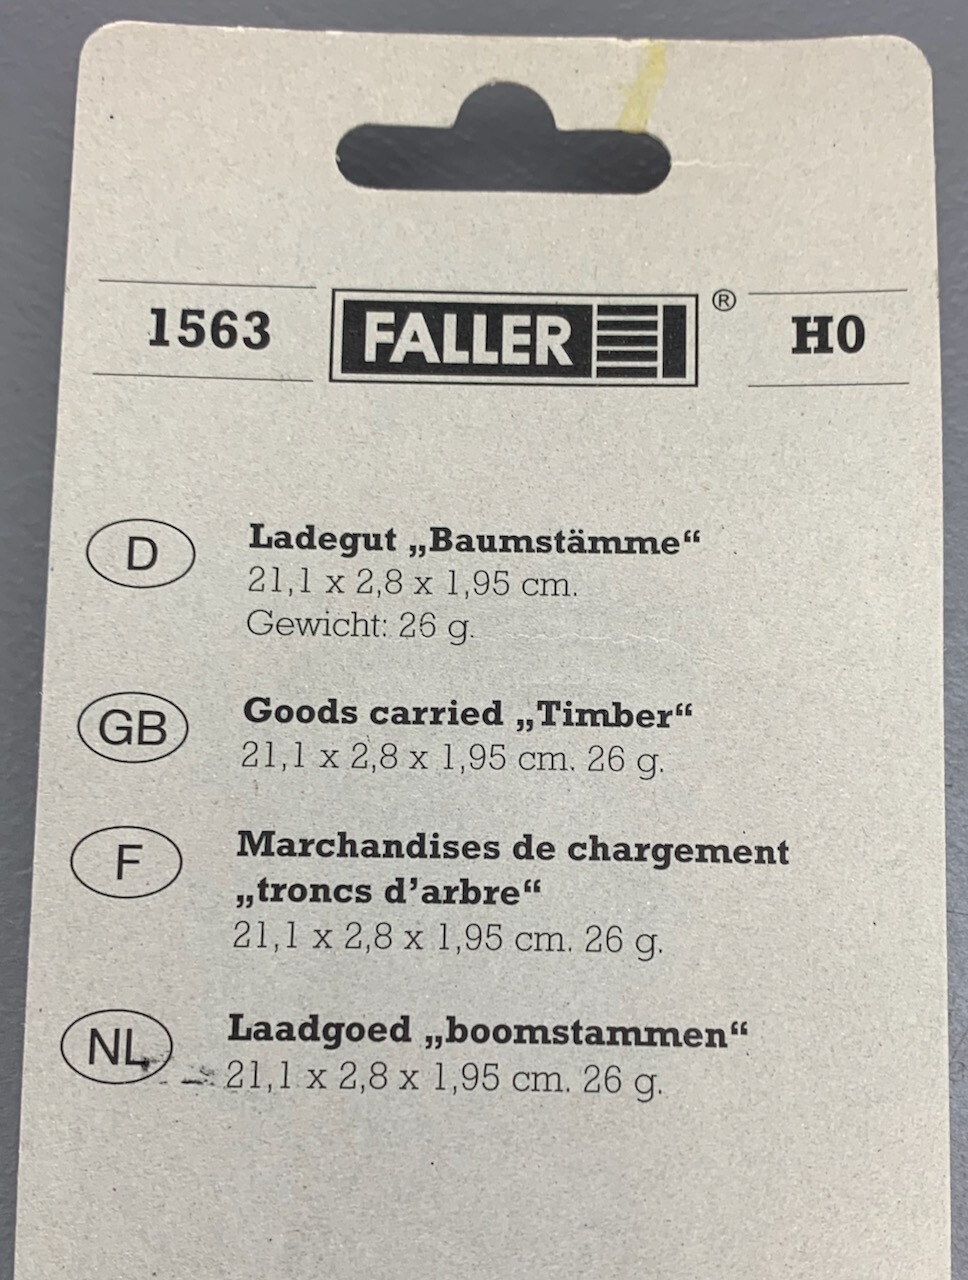 1563 FALLER ® H0
D Ladegut „Baumstämme“
21,1 x 2,8 x 1,95 cm.
Gewicht: 26 g.
GB Goods carried „Timber“
21,1 x 2,8 x 1,95 cm. 26 g.
F Marchandises de chargement
„troncs d’arbre“
21,1 x 2,8 x 1,95 cm. 26 g.
NL Laadgoed „boomstammen“
21,1 x 2,8 x 1,95 cm. 26 g.